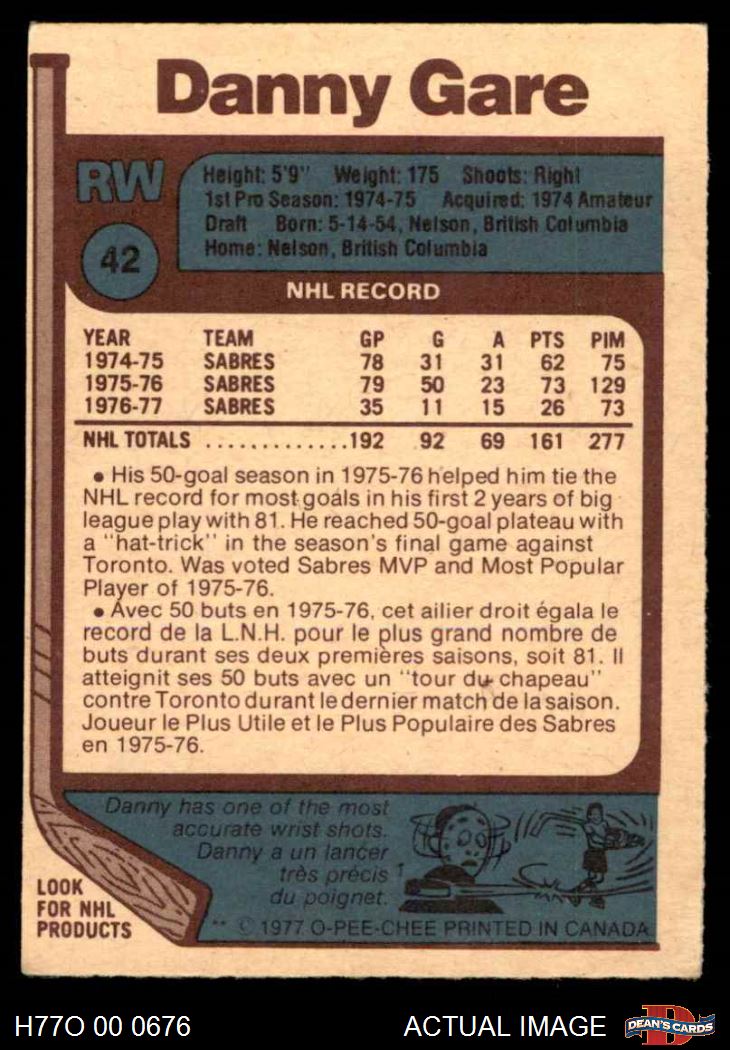 Danny Gare
RW
42
Height: 5'9" Weight: 175 Shoots: Right
1st Pro Season: 1974-75 Acquired: 1974 Amateur
Draft Born: 5-14-54, Nelson, British Columbia
Home: Nelson, British Columbia
NHL RECORD
YEAR TEAM GP G A PTS PIM
1974-75 SABRES 78 31 31 62 75
1975-76 SABRES 79 50 23 73 129
1976-77 SABRES 35 11 15 26 73
NHL TOTALS .............192 92 69 161 277
• His 50-goal season in 1975-76 helped him tie the
NHL record for most goals in his first 2 years of big
league play with 81. He reached 50-goal plateau with
a "hat-trick" in the season's final game against
Toronto. Was voted Sabres MVP and Most Popular
Player of 1975-76.
• Avec 50 buts en 1975-76, cet ailier droit égala le
record de la L.N.H. pour le plus grand nombre de
buts durant ses deux premières saisons, soit 81. Il
atteignit ses 50 buts avec un "tour du chapeau"
contre Toronto durant le dernier match de la saison.
Joueur le Plus Utile et le Plus Populaire des Sabres
en 1975-76.
Danny has one of the most
accurate wrist shots.
Danny a un lancer
très précis
du poignet.
LOOK
FOR NHL
PRODUCTS
** © 1977 O-PEE-CHEE PRINTED IN CANADA
H77O 00 0676 ACTUAL IMAGE
D
DEAN'S CARDS